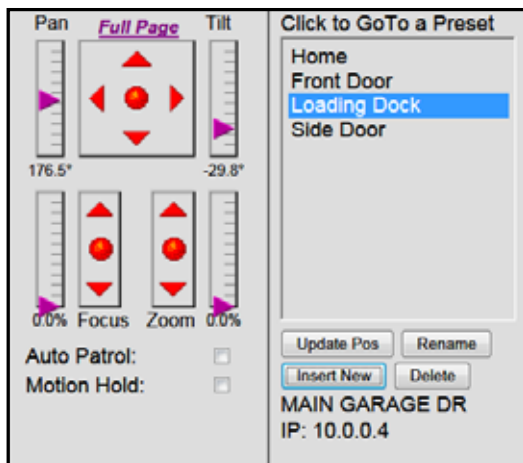 Pan Full Page Tilt
176.5° -29.8°
0.0% Focus Zoom 0.0%
Auto Patrol:
Motion Hold:
Click to GoTo a Preset
Home
Front Door
Loading Dock
Side Door
Update Pos Rename
Insert New Delete
MAIN GARAGE DR
IP: 10.0.0.4